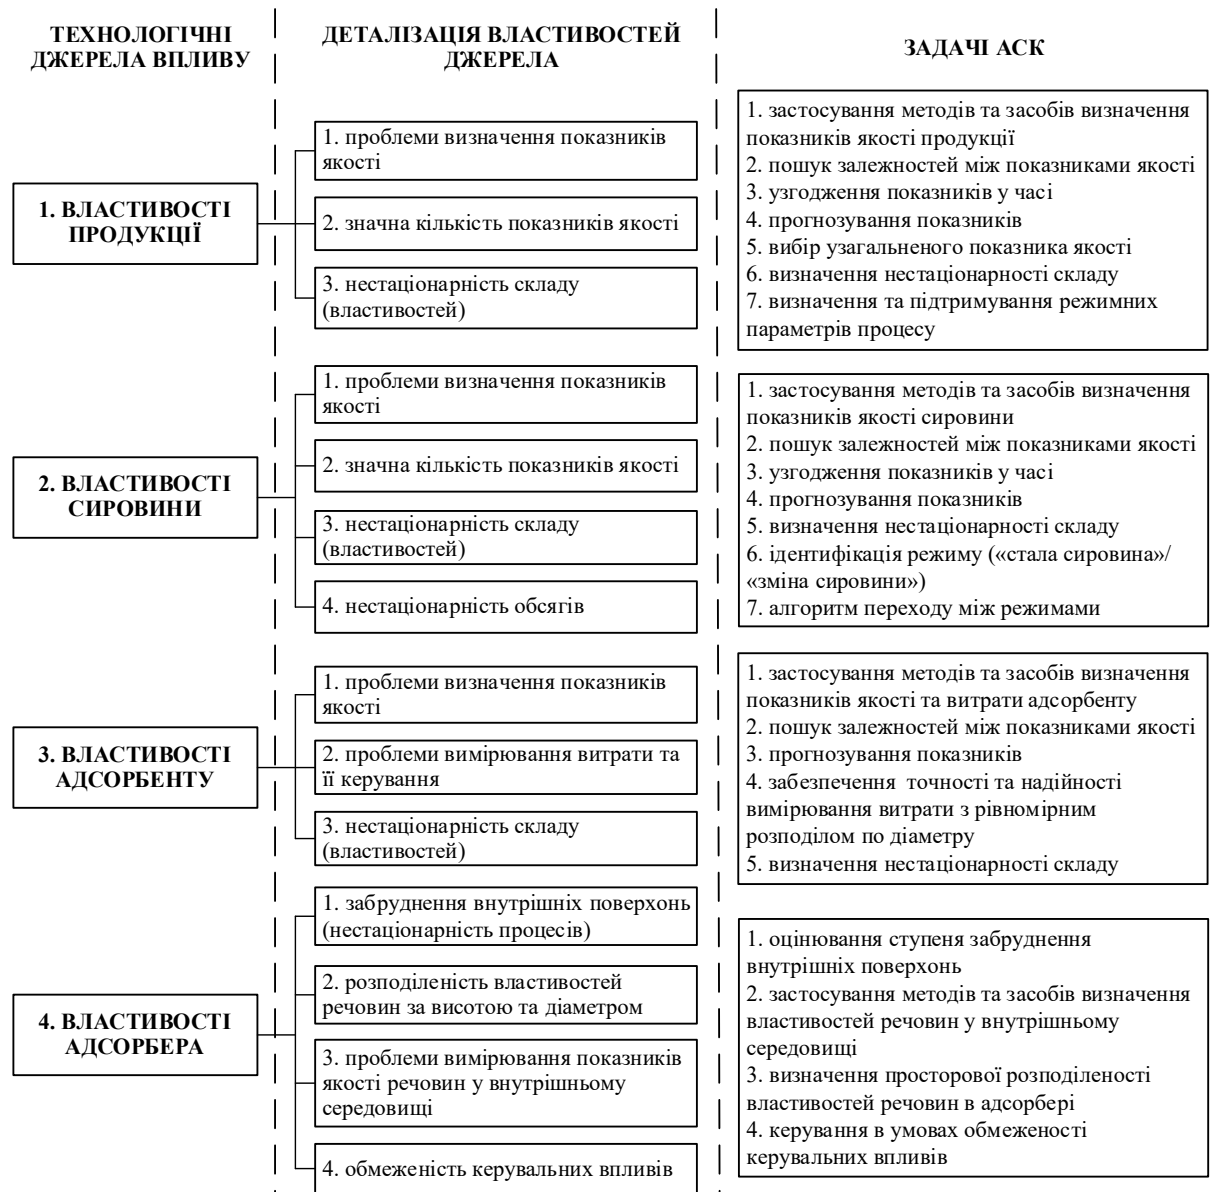 ТЕХНОЛОГІЧНІ
ДЖЕРЕЛА ВПЛИВУ
ДЕТАЛІЗАЦІЯ ВЛАСТИВОСТЕЙ
ДЖЕРЕЛА
ЗАДАЧІ АСК
1. ВЛАСТИВОСТІ
ПРОДУКЦІЇ
1. проблеми визначення показників
якості
2. значна кількість показників якості
3. нестаціонарність складу
(властивостей)
1. застосування методів та засобів визначення
показників якості продукції
2. пошук залежностей між показниками якості
3. узгодження показників у часі
4. прогнозування показників
5. вибір узагальненого показника якості
6. визначення нестаціонарності складу
7. визначення та підтримування режимних
параметрів процесу
2. ВЛАСТИВОСТІ
СИРОВИНИ
1. проблеми визначення показників
якості
2. значна кількість показників якості
3. нестаціонарність складу
(властивостей)
4. нестаціонарність обсягів
1. застосування методів та засобів визначення
показників якості сировини
2. пошук залежностей між показниками якості
3. узгодження показників у часі
4. прогнозування показників
5. визначення нестаціонарності складу
6. ідентифікація режиму («стала сировина»/
«зміна сировини»)
7. алгоритм переходу між режимами
3. ВЛАСТИВОСТІ
АДСОРБЕНТУ
1. проблеми визначення показників
якості
2. проблеми вимірювання витрати та
її керування
3. нестаціонарність складу
(властивостей)
1. застосування методів та засобів визначення
показників якості та витрати адсорбенту
2. пошук залежностей між показниками якості
3. прогнозування показників
4. забезпечення точності та надійності
вимірювання витрати з рівномірним
розподілом по діаметру
5. визначення нестаціонарності складу
4. ВЛАСТИВОСТІ
АДСОРБЕРА
1. забруднення внутрішніх поверхонь
(нестаціонарність процесів)
2. розподіленість властивостей
речовин за висотою та діаметром
3. проблеми вимірювання показників
якості речовин у внутрішньому
середовищі
4. обмеженість керувальних впливів
1. оцінювання ступеня забруднення
внутрішніх поверхонь
2. застосування методів та засобів визначення
властивостей речовин у внутрішньому
середовищі
3. визначення просторової розподіленості
властивостей речовин в адсорбері
4. керування в умовах обмеженості
керувальних впливів